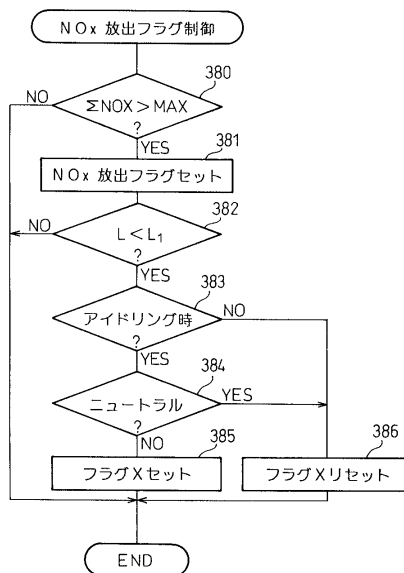 NOx 放出フラグ制御
380
NO
ΣNOX>MAX
?
YES
381
NOx 放出フラグセット
382
NO
L<L₁
?
YES
383
アイドリング時
NO
?
YES
384
ニュートラル
YES
?
NO
385
フラグXセット
386
フラグXリセット
END